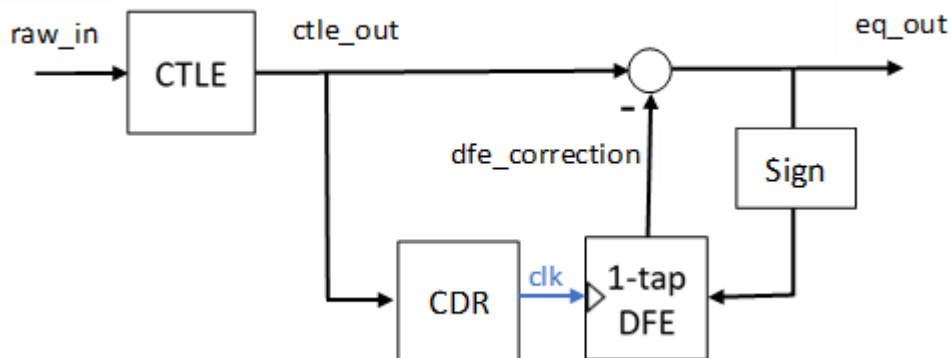 raw_in
ctle_out
eq_out
CTLE
-
dfe_correction
Sign
CDR
clk
1-tap
DFE